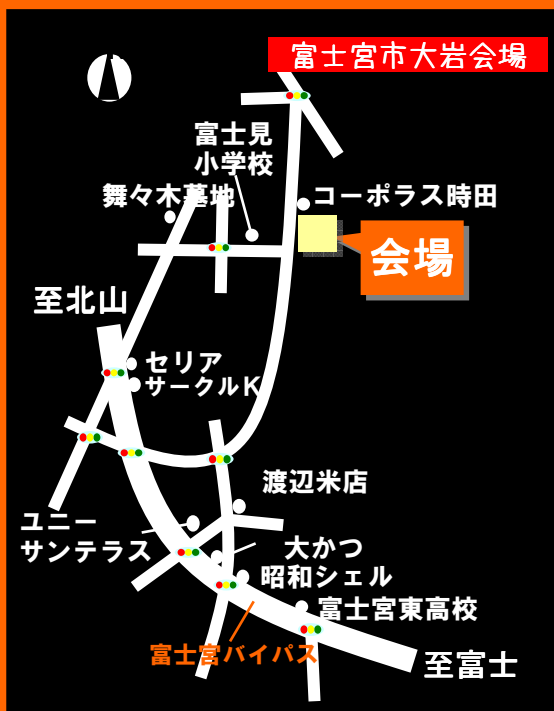 富士宮市大岩会場
富士見
小学校
舞々木墓地
コーポラス時田
会場
至北山
セリア
サークルK
渡辺米店
ユニー
サンテラス
大かつ
昭和シェル
富士宮東高校
富士宮バイパス
至富士